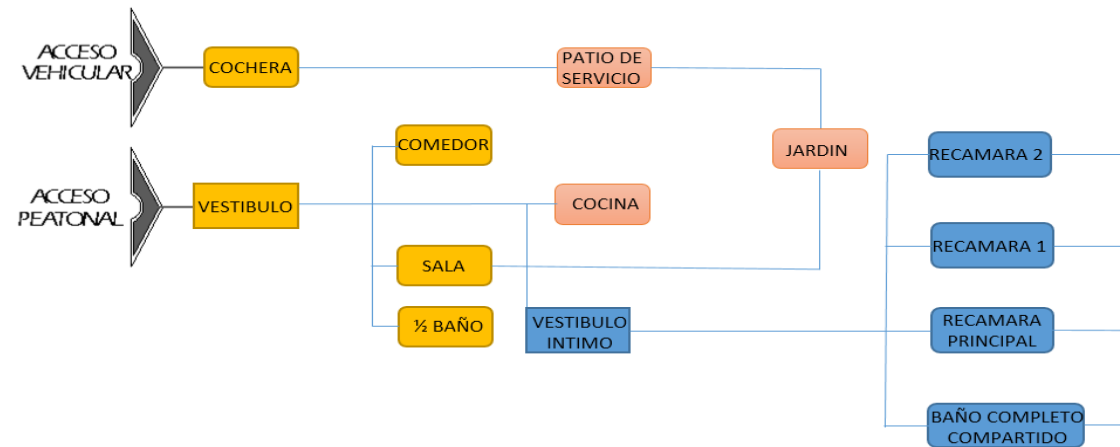 ACCESO
VEHICULAR
COCHERA
PATIO DE
SERVICIO
COMEDOR
JARDIN
RECAMARA 2
ACCESO
PEATONAL
VESTIBULO
COCINA
RECAMARA 1
SALA
½ BAÑO
VESTIBULO
INTIMO
RECAMARA
PRINCIPAL
BAÑO COMPLETO
COMPARTIDO